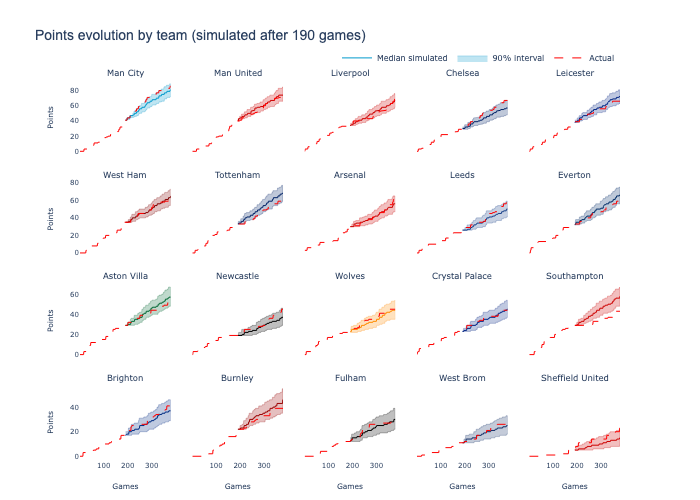 Points evolution by team (simulated after 190 games)
Median simulated 90% interval Actual
Man City Man United Liverpool Chelsea Leicester
80
60
40
20
0
Points
West Ham Tottenham Arsenal Leeds Everton
80
60
40
20
0
Points
Aston Villa Newcastle Wolves Crystal Palace Southampton
60
40
20
0
Points
Brighton Burnley Fulham West Brom Sheffield United
40
20
0
Points
100 200 300 100 200 300 100 200 300 100 200 300 100 200 300
Games Games Games Games Games